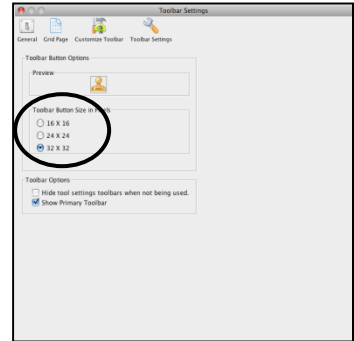 Toolbar Settings
General Grid Page Customize Toolbar Toolbar Settings
Toolbar Button Options
Preview
Toolbar Button Size in Pixels
16 X 16
24 X 24
32 X 32
Toolbar Options
Hide tool settings toolbars when not being used.
Show Primary Toolbar